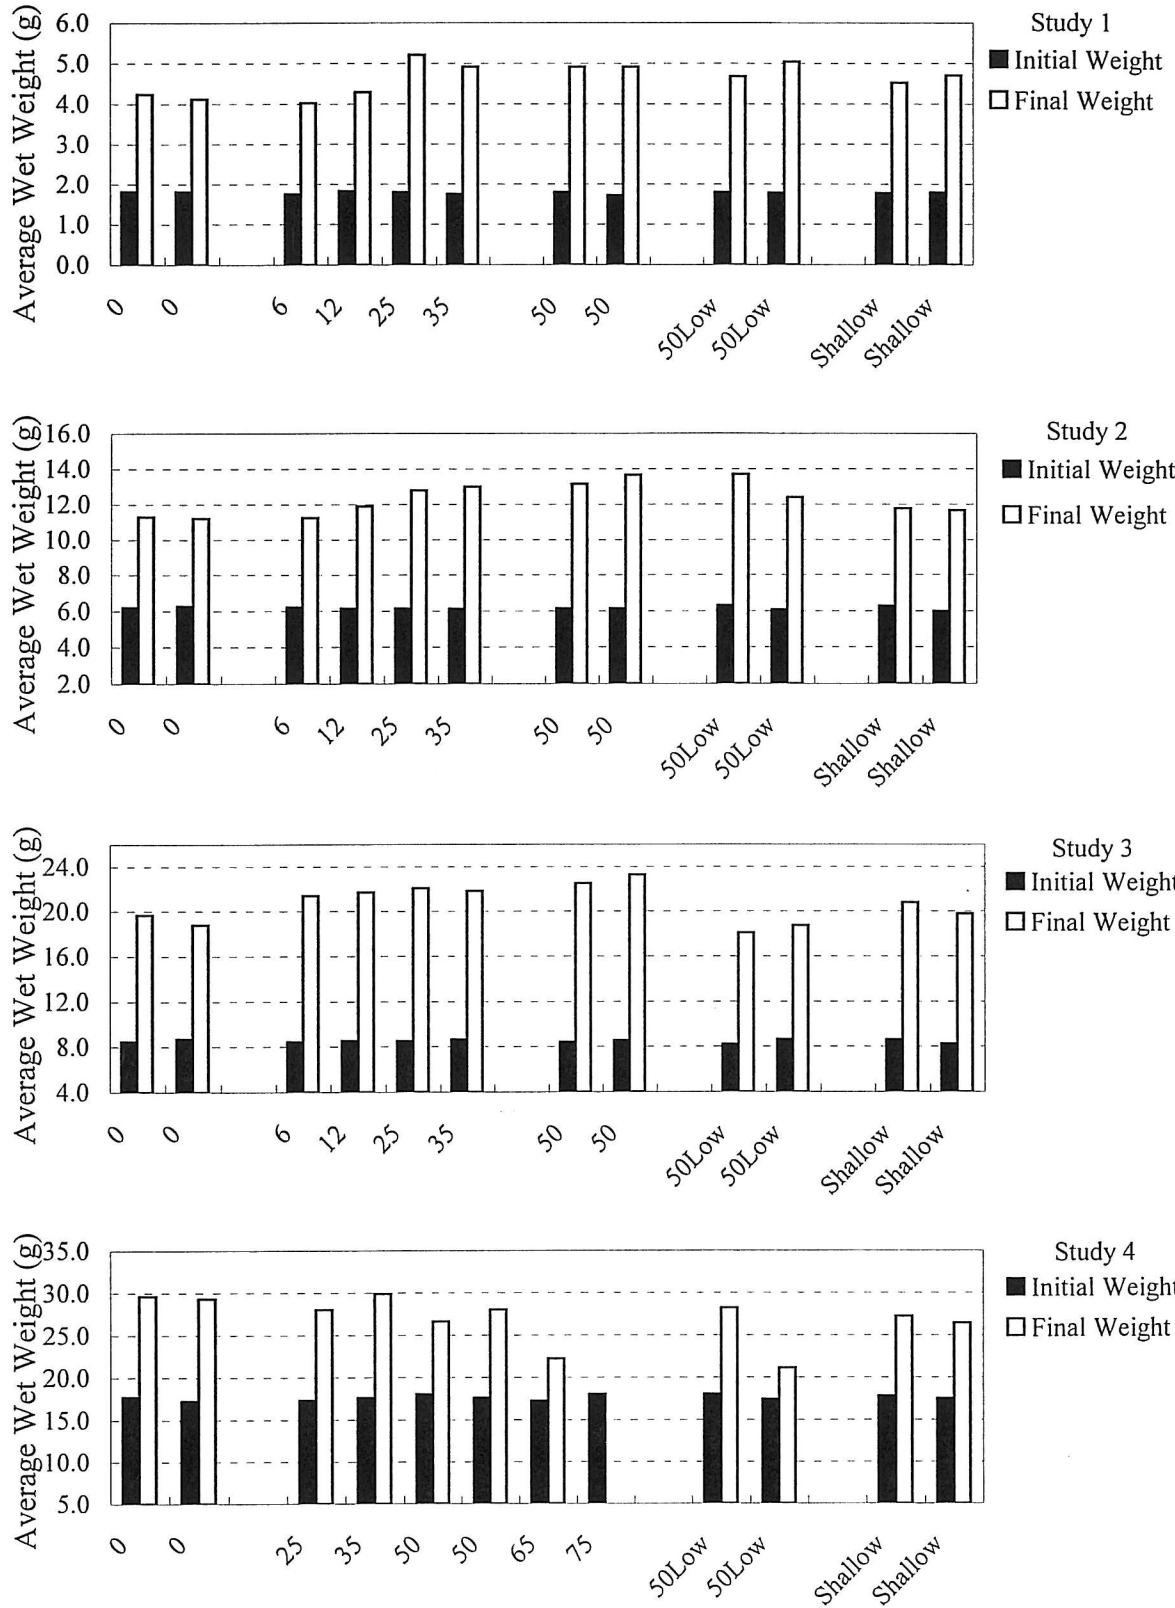 Average Wet Weight (g)
6.0
5.0
4.0
3.0
2.0
1.0
0.0
0 0 6 12 25 35 50 50 50Low 50Low Shallow Shallow
Study 1
Initial Weight
Final Weight
Average Wet Weight (g)
16.0
14.0
12.0
10.0
8.0
6.0
4.0
2.0
0 0 6 12 25 35 50 50 50Low 50Low Shallow Shallow
Study 2
Initial Weight
Final Weight
Average Wet Weight (g)
24.0
20.0
16.0
12.0
8.0
4.0
0 0 6 12 25 35 50 50 50Low 50Low Shallow Shallow
Study 3
Initial Weight
Final Weight
Average Wet Weight (g)
35.0
30.0
25.0
20.0
15.0
10.0
5.0
0 0 25 35 50 50 65 75 50Low 50Low Shallow Shallow
Study 4
Initial Weight
Final Weight